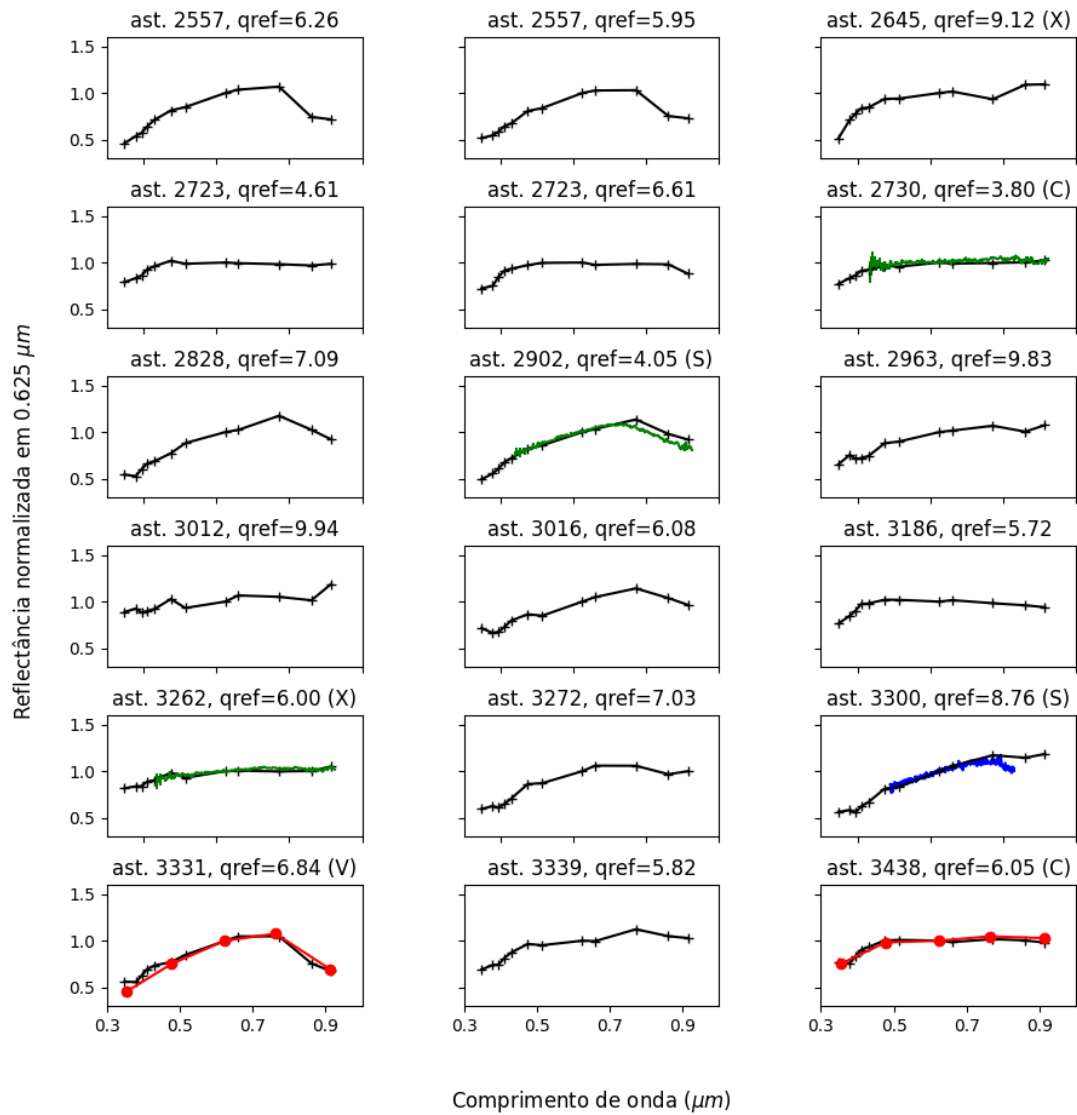 ast. 2557, qref=6.26
ast. 2557, qref=5.95
ast. 2645, qref=9.12 (X)
1.5
1.0
0.5
ast. 2723, qref=4.61
ast. 2723, qref=6.61
ast. 2730, qref=3.80 (C)
1.5
1.0
0.5
ast. 2828, qref=7.09
ast. 2902, qref=4.05 (S)
ast. 2963, qref=9.83
1.5
1.0
0.5
Reflectância normalizada em 0.625 μm
ast. 3012, qref=9.94
ast. 3016, qref=6.08
ast. 3186, qref=5.72
1.5
1.0
0.5
ast. 3262, qref=6.00 (X)
ast. 3272, qref=7.03
ast. 3300, qref=8.76 (S)
1.5
1.0
0.5
ast. 3331, qref=6.84 (V)
ast. 3339, qref=5.82
ast. 3438, qref=6.05 (C)
1.5
1.0
0.5
0.3 0.5 0.7 0.9
0.3 0.5 0.7 0.9
0.3 0.5 0.7 0.9
Comprimento de onda (μm)